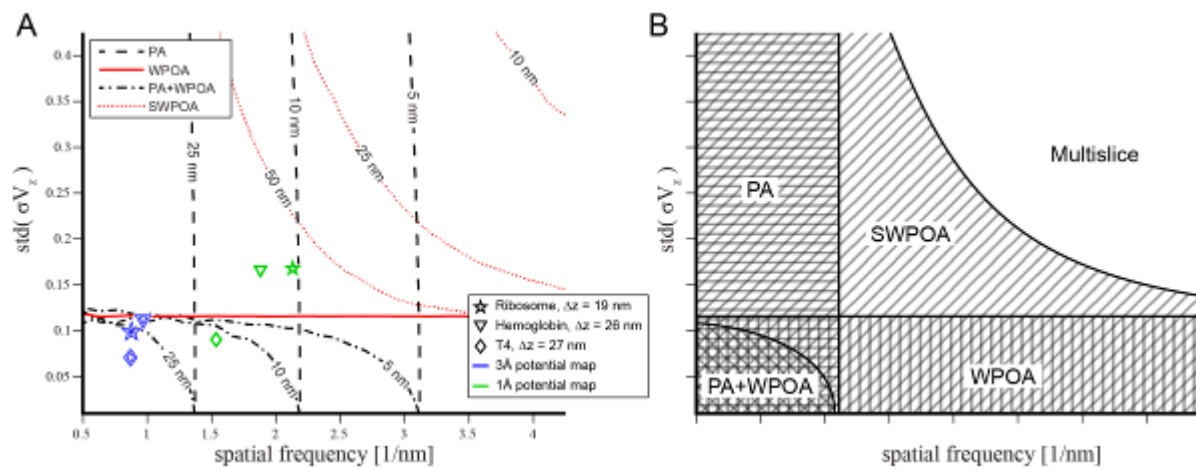 A
PA
WPOA
PA+WPOA
SWPOA
0.4
0.35
0.3
0.25
0.2
0.15
0.1
0.05
std( σV_z )
25 nm
10 nm
5 nm
50 nm
25 nm
10 nm
25 nm
10 nm
5 nm
Ribosome, Δz = 19 nm
Hemoglobin, Δz = 26 nm
T4, Δz = 27 nm
3Å potential map
1Å potential map
0.5 1 1.5 2 2.5 3 3.5 4
spatial frequency [1/nm]
B
std( σV_z )
PA
SWPOA
Multislice
PA+WPOA
WPOA
spatial frequency [1/nm]